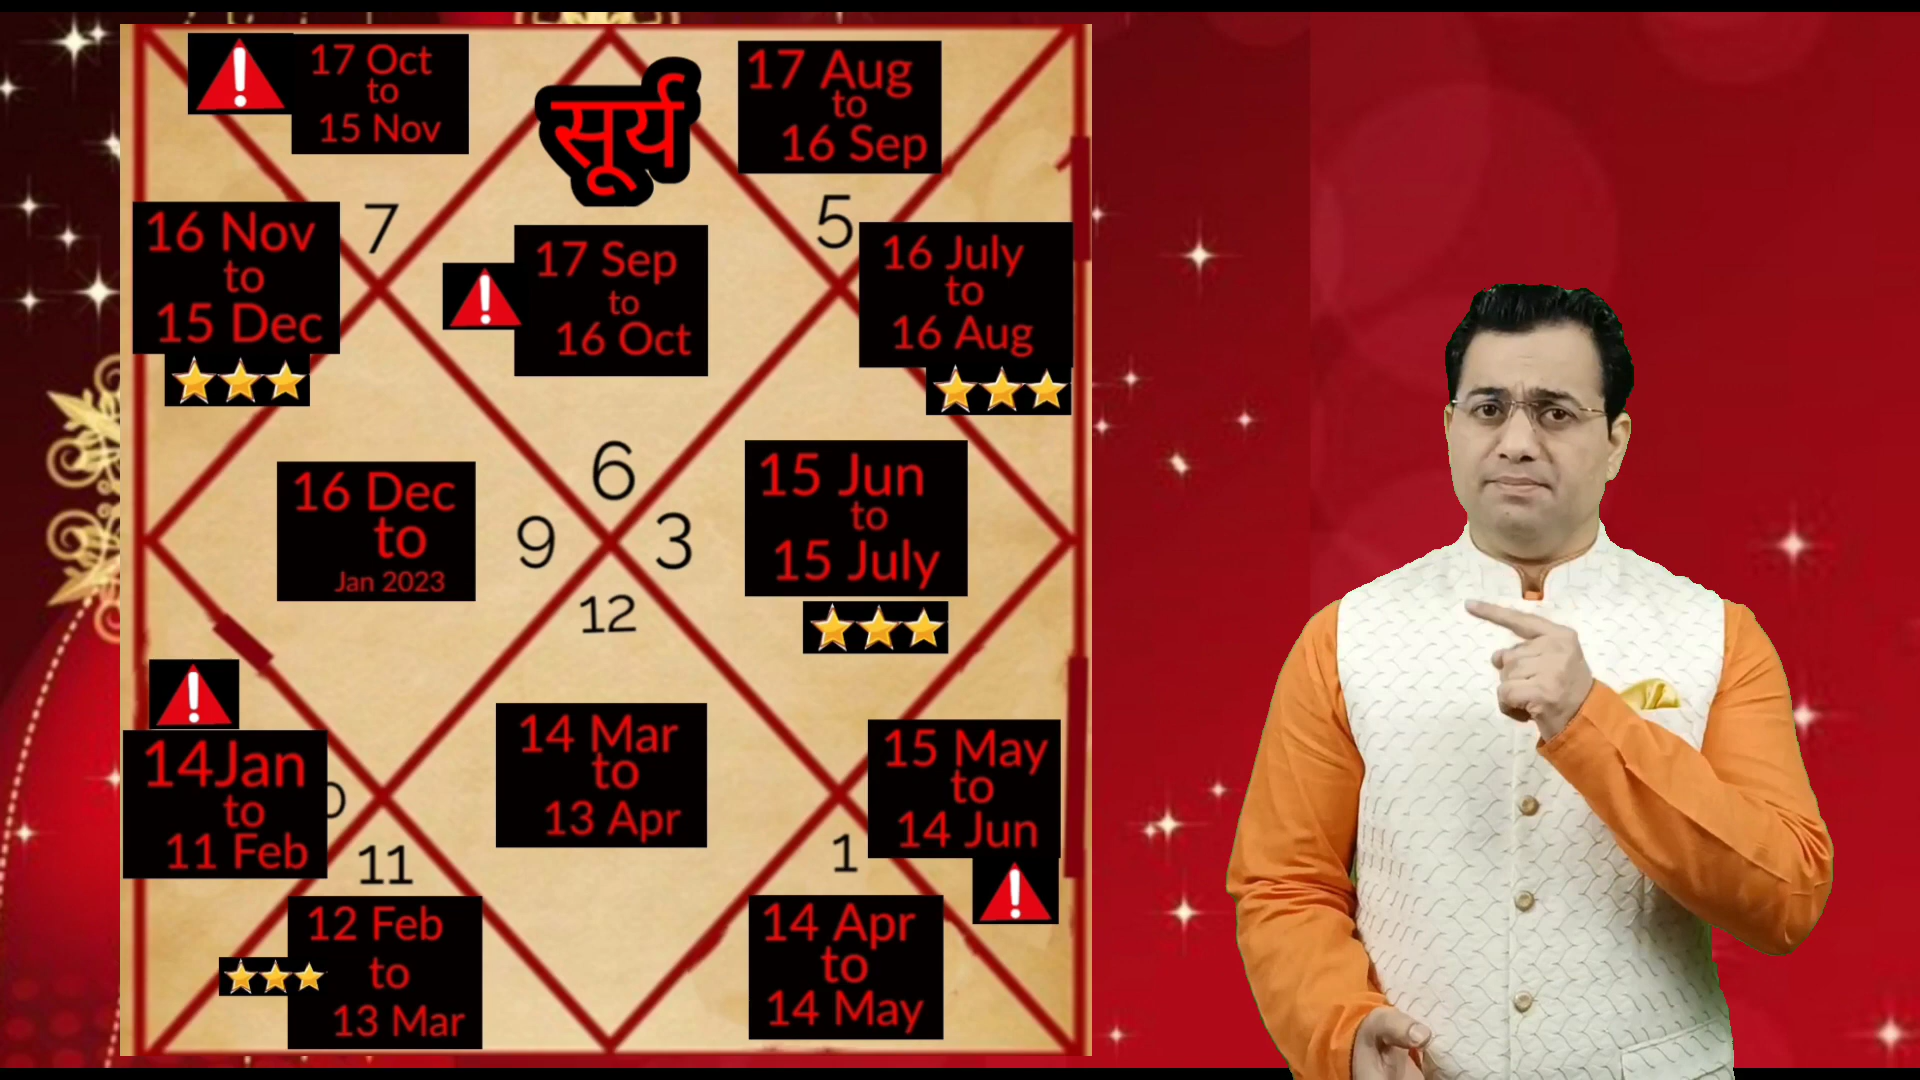 17 Oct
to
15 Nov
सूर्य
17 Aug
to
16 Sep
7
5
16 Nov
to
15 Dec
17 Sep
to
16 Oct
16 July
to
16 Aug
6
16 Dec
to
Jan 2023
9
3
15 Jun
to
15 July
12
14Jan
to
11 Feb
0
14 Mar
to
13 Apr
15 May
to
14 Jun
11
1
12 Feb
to
13 Mar
14 Apr
to
14 May